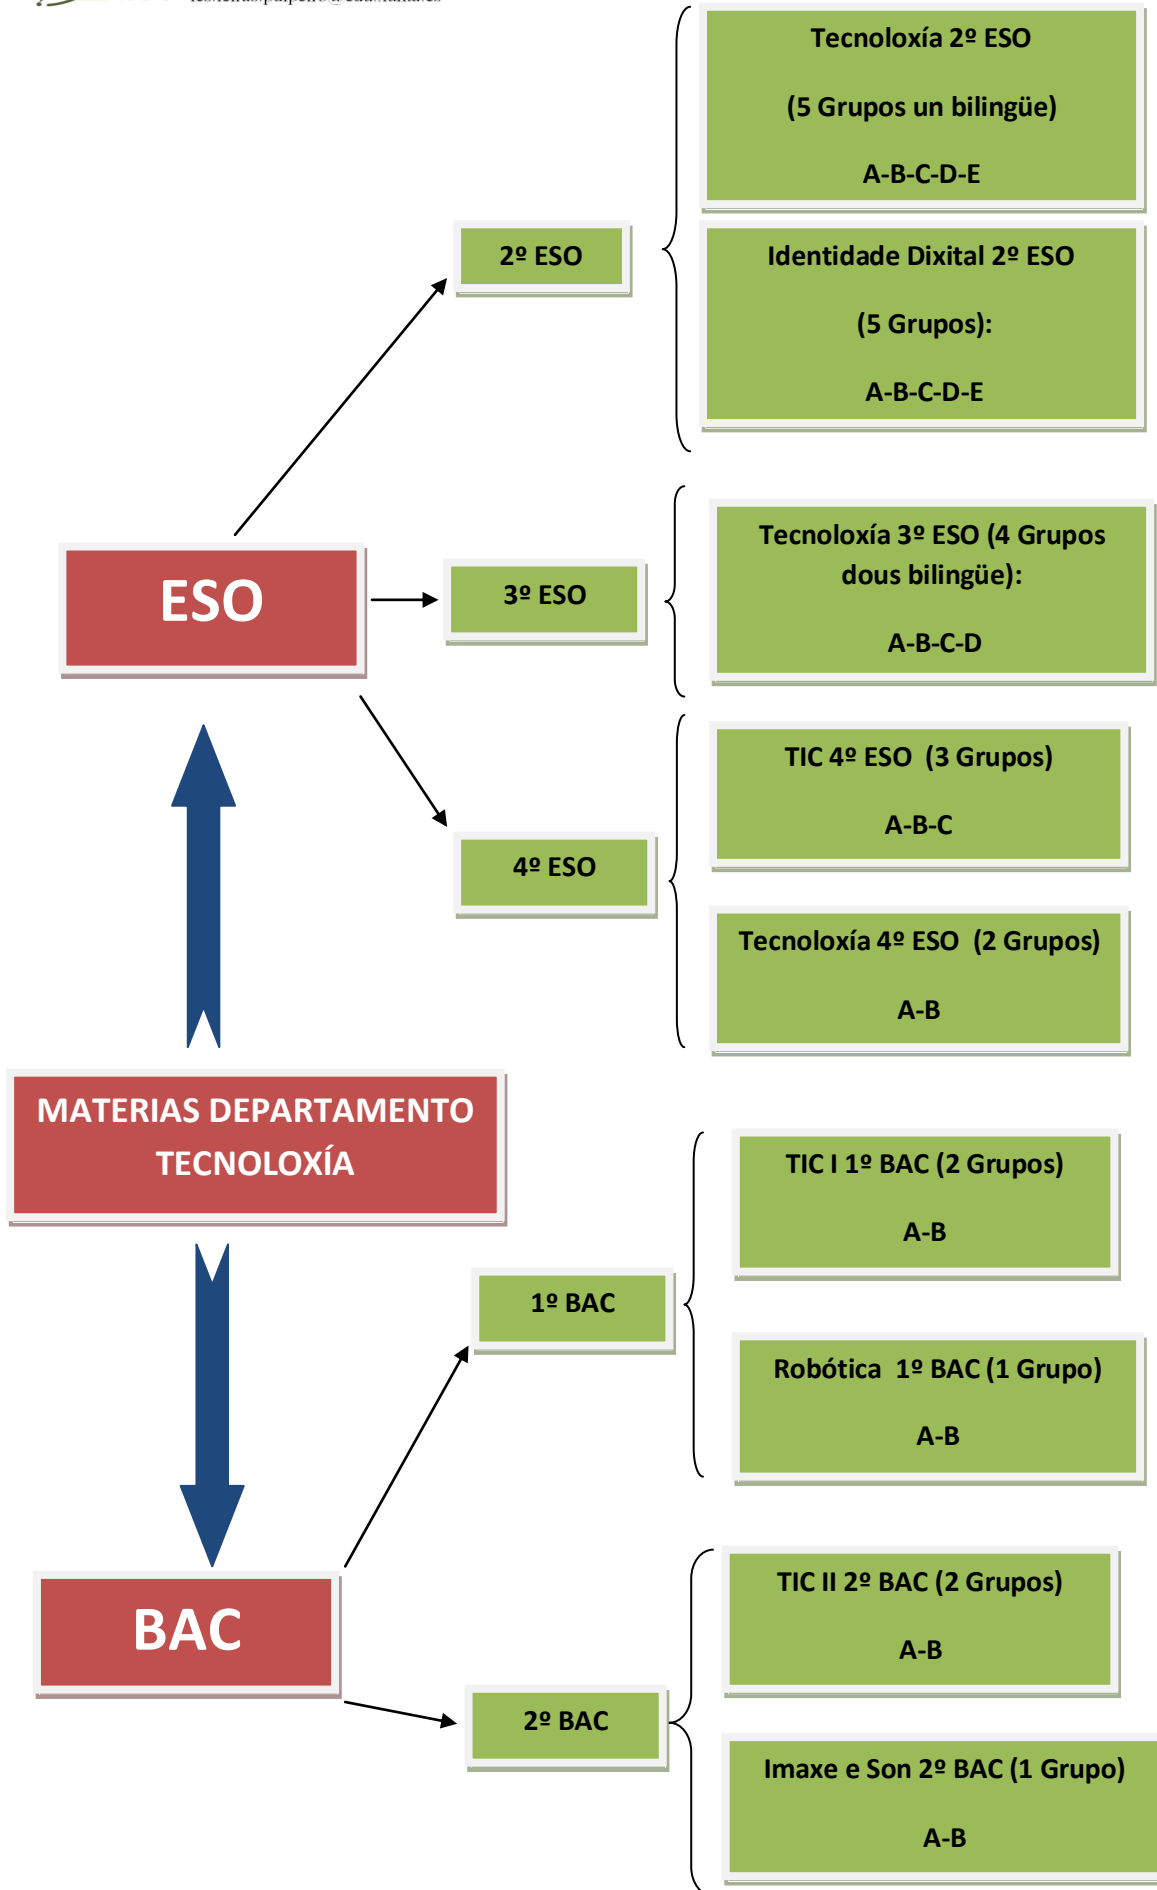 Tecnoloxía 2º ESO
(5 Grupos un bilingüe)
A-B-C-D-E
2º ESO
Identidade Dixital 2º ESO
(5 Grupos):
A-B-C-D-E
ESO
3º ESO
Tecnoloxía 3º ESO (4 Grupos
dous bilingüe):
A-B-C-D
4º ESO
TIC 4º ESO (3 Grupos)
A-B-C
Tecnoloxía 4º ESO (2 Grupos)
A-B
MATERIAS DEPARTAMENTO
TECNOLOXÍA
1º BAC
TIC I 1º BAC (2 Grupos)
A-B
Robótica 1º BAC (1 Grupo)
A-B
BAC
2º BAC
TIC II 2º BAC (2 Grupos)
A-B
Imaxe e Son 2º BAC (1 Grupo)
A-B